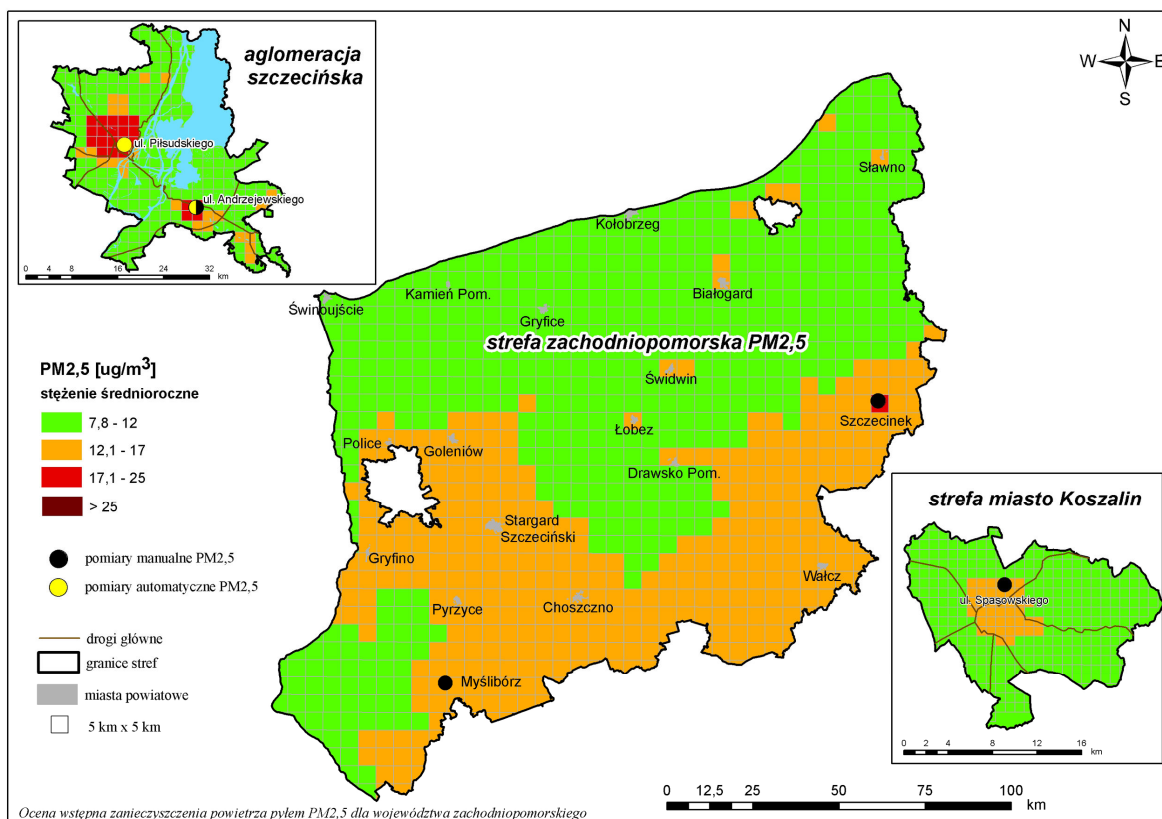 aglomeracja
szczecińska
ul. Piłsudskiego
ul. Andrzejewskiego
0 4 8 16 24 32
km
N
W E
S
Sławno
Kołobrzeg
Białogard
Kamień Pom.
Świnoujście
Gryfice
strefa zachodniopomorska PM2,5
Świdwin
Szczecinek
Łobez
Police
Goleniów
Drawsko Pom.
Stargard
Szczeciński
Gryfino
Wałcz
Pyrzyce
Choszczno
Myślibórz
PM2,5 [ug/m³]
stężenie średnioroczne
7,8 - 12
12,1 - 17
17,1 - 25
> 25
pomiary manualne PM2,5
pomiary automatyczne PM2,5
drogi główne
granice stref
miasta powiatowe
5 km x 5 km
strefa miasto Koszalin
ul. Spasowskiego
0 2 4 8 12 16
km
0 12,5 25 50 75 100
km
Ocena wstępna zanieczyszczenia powietrza pyłem PM2,5 dla województwa zachodniopomorskiego